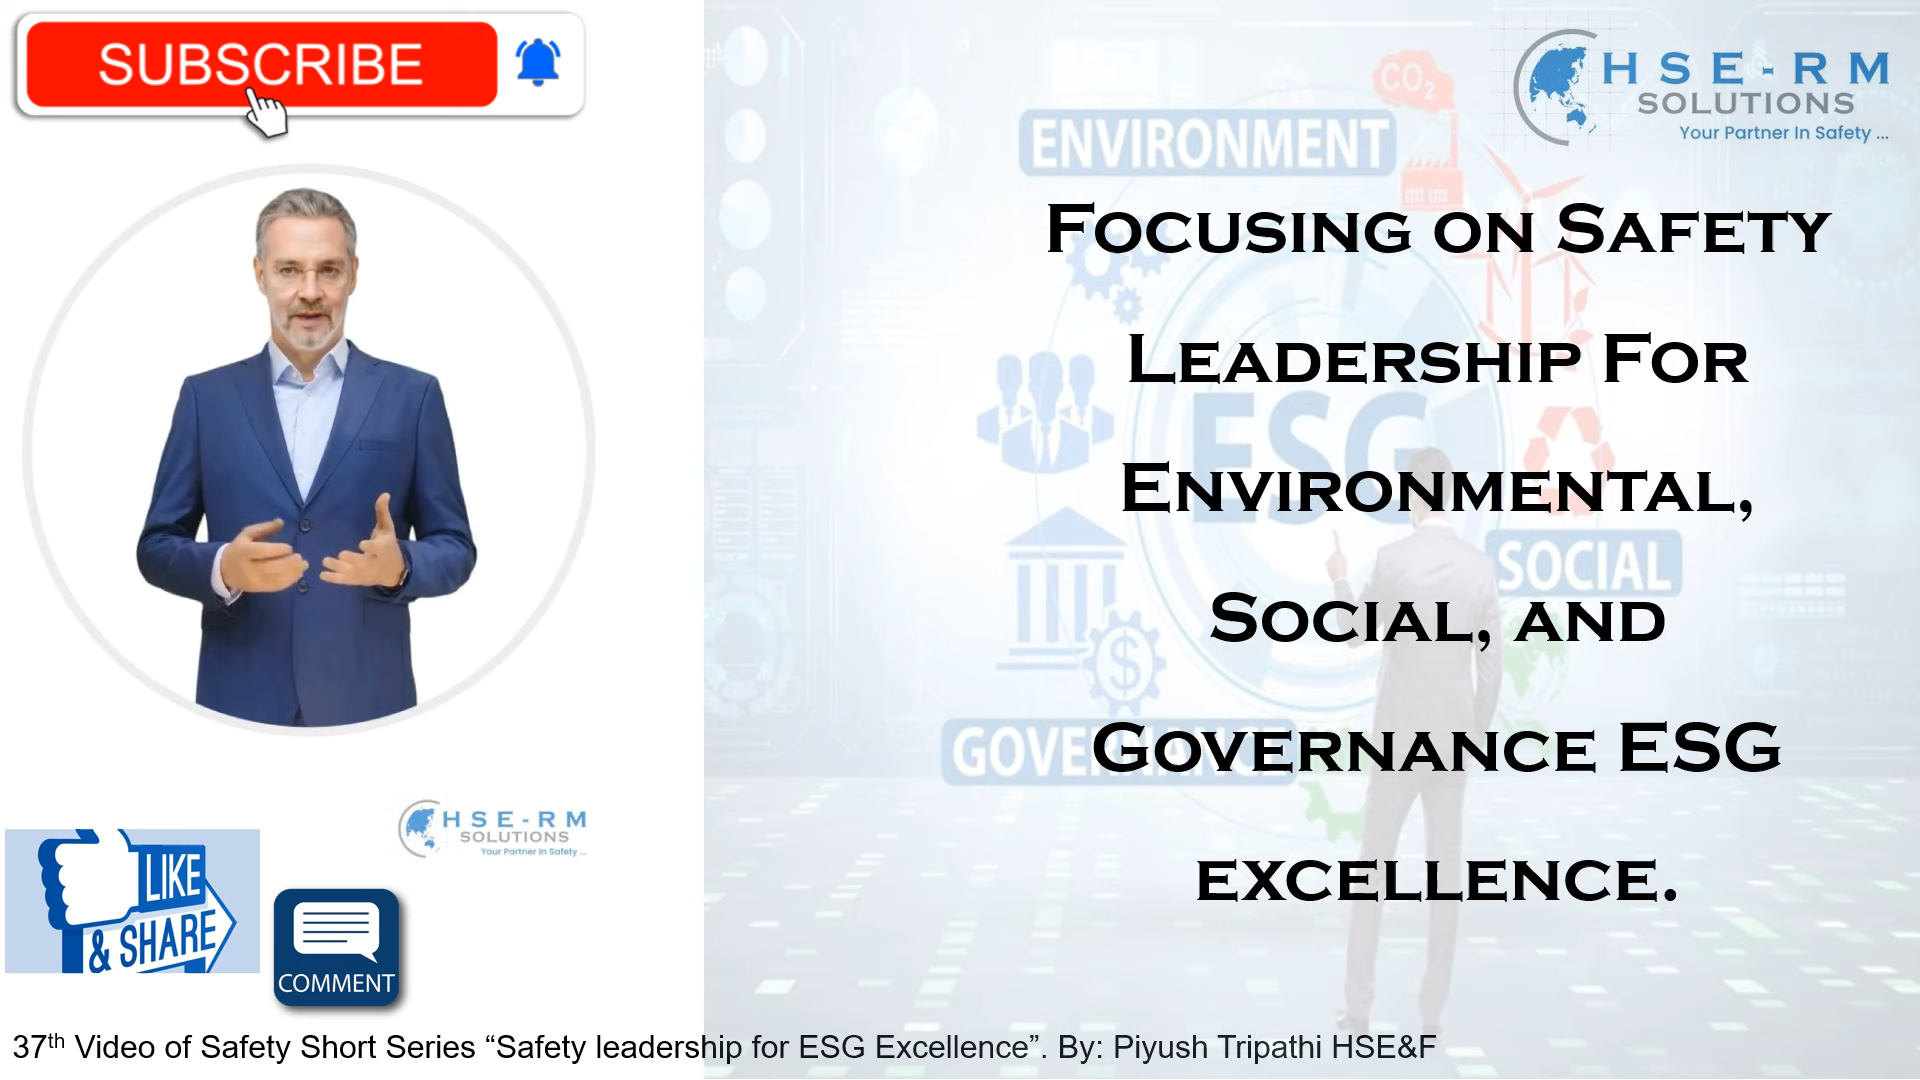 SUBSCRIBE
HSE-RM
SOLUTIONS
Your Partner In Safety ...
CO2
ENVIRONMENT
Focusing on Safety
Leadership For
Environmental,
Social, and
Governance ESG
excellence.
ESG
SOCIAL
GOVERNANCE
$
HSE-RM
SOLUTIONS
Your Partner In Safety ...
LIKE
& SHARE
COMMENT
37th Video of Safety Short Series “Safety leadership for ESG Excellence”. By: Piyush Tripathi HSE&F